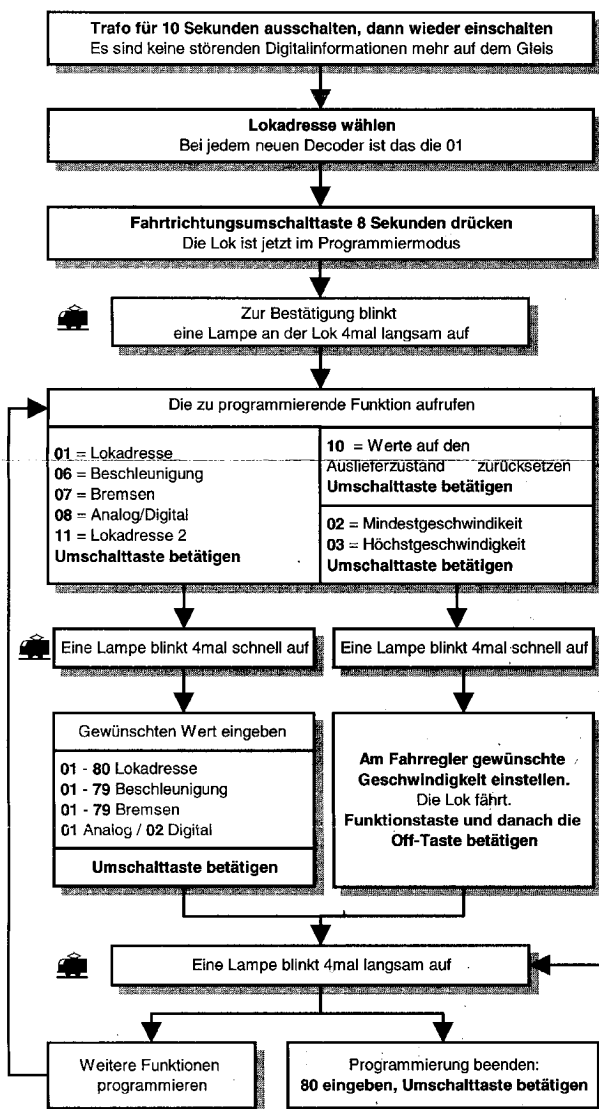 Trafo für 10 Sekunden ausschalten, dann wieder einschalten
Es sind keine störenden Digitalinformationen mehr auf dem Gleis
Lokadresse wählen
Bei jedem neuen Decoder ist das die 01
Fahrtrichtungsumschalttaste 8 Sekunden drücken
Die Lok ist jetzt im Programmiermodus
Zur Bestätigung blinkt
eine Lampe an der Lok 4mal langsam auf
Die zu programmierende Funktion aufrufen
01 = Lokadresse
06 = Beschleunigung
07 = Bremsen
08 = Analog/Digital
11 = Lokadresse 2
Umschalttaste betätigen
10 = Werte auf den
Auslieferzustand zurücksetzen
Umschalttaste betätigen
02 = Mindestgeschwindikeit
03 = Höchstgeschwindigkeit
Umschalttaste betätigen
Eine Lampe blinkt 4mal schnell auf
Eine Lampe blinkt 4mal schnell auf
Gewünschten Wert eingeben
01 - 80 Lokadresse
01 - 79 Beschleunigung
01 - 79 Bremsen
01 Analog / 02 Digital
Umschalttaste betätigen
Am Fahrregler gewünschte
Geschwindigkeit einstellen.
Die Lok fährt.
Funktionstaste und danach die
Off-Taste betätigen
Eine Lampe blinkt 4mal langsam auf
Weitere Funktionen
programmieren
Programmierung beenden:
80 eingeben, Umschalttaste betätigen